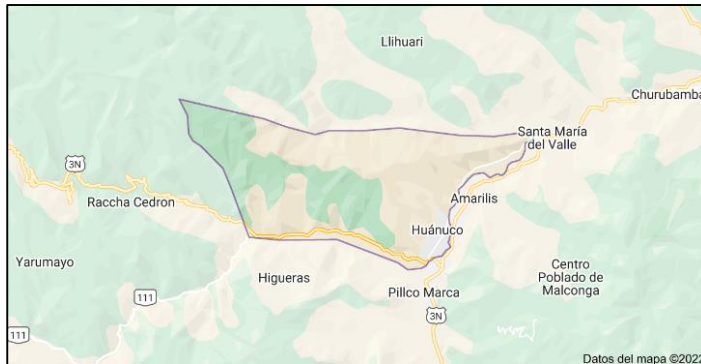 Llihuari
Churubamba
Santa María
del Valle
3N
Raccha Cedron
Amarilis
Huánuco
Yarumayo
Higueras
Centro
Poblado de
Malconga
111
Pillco Marca
3N
111
Datos del mapa ©2022